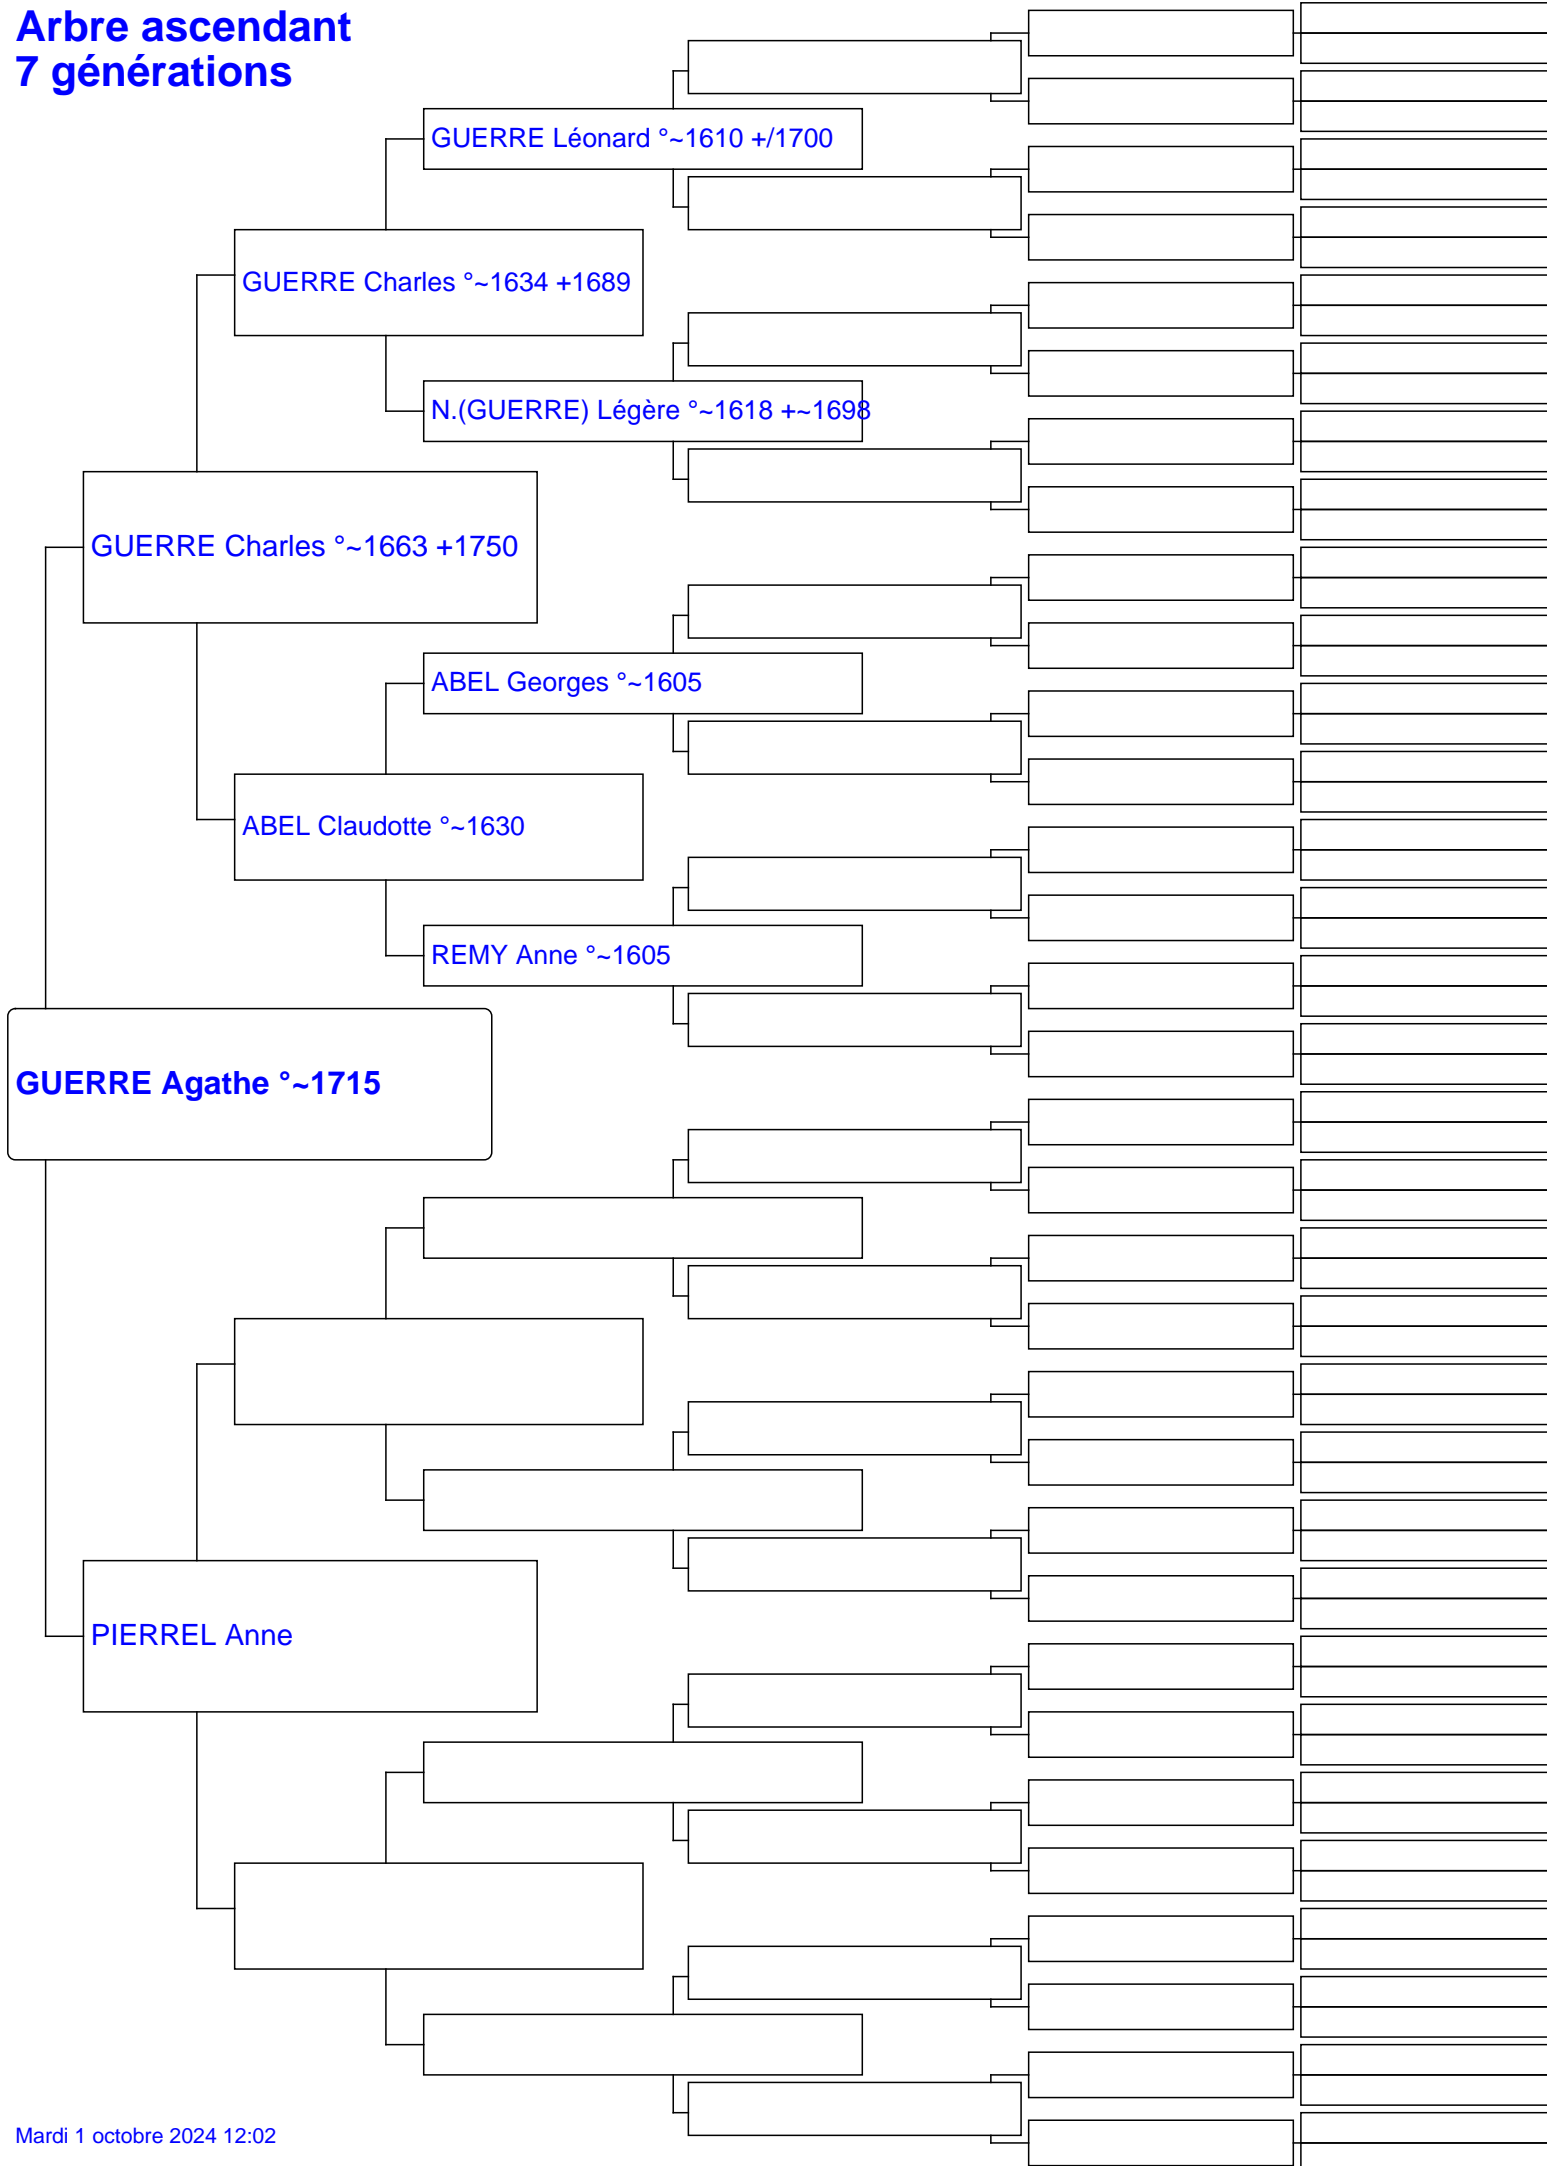 Arbre ascendant
7 générations
GUERRE Léonard °~1610 +/1700
GUERRE Charles °~1634 +1689
N.(GUERRE) Légère °~1618 +~1698
GUERRE Charles °~1663 +1750
ABEL Georges °~1605
ABEL Claudotte °~1630
REMY Anne °~1605
GUERRE Agathe °~1715
PIERREL Anne
Mardi 1 octobre 2024 12:02